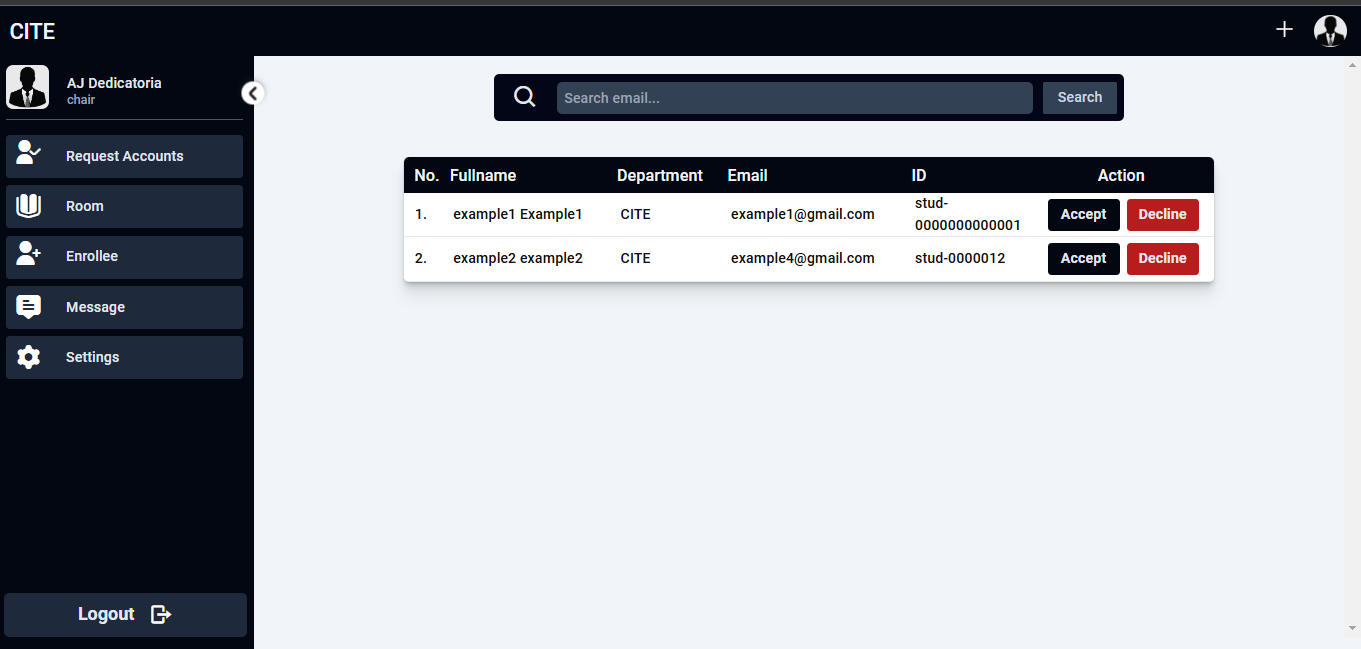 CITE
AJ Dedicatoria
chair
Request Accounts
Room
Enrollee
Message
Settings
Logout
Search email... Search
No. Fullname Department Email ID Action
1. example1 Example1 CITE example1@gmail.com stud-
0000000000001 Accept Decline
2. example2 example2 CITE example4@gmail.com stud-0000012 Accept Decline